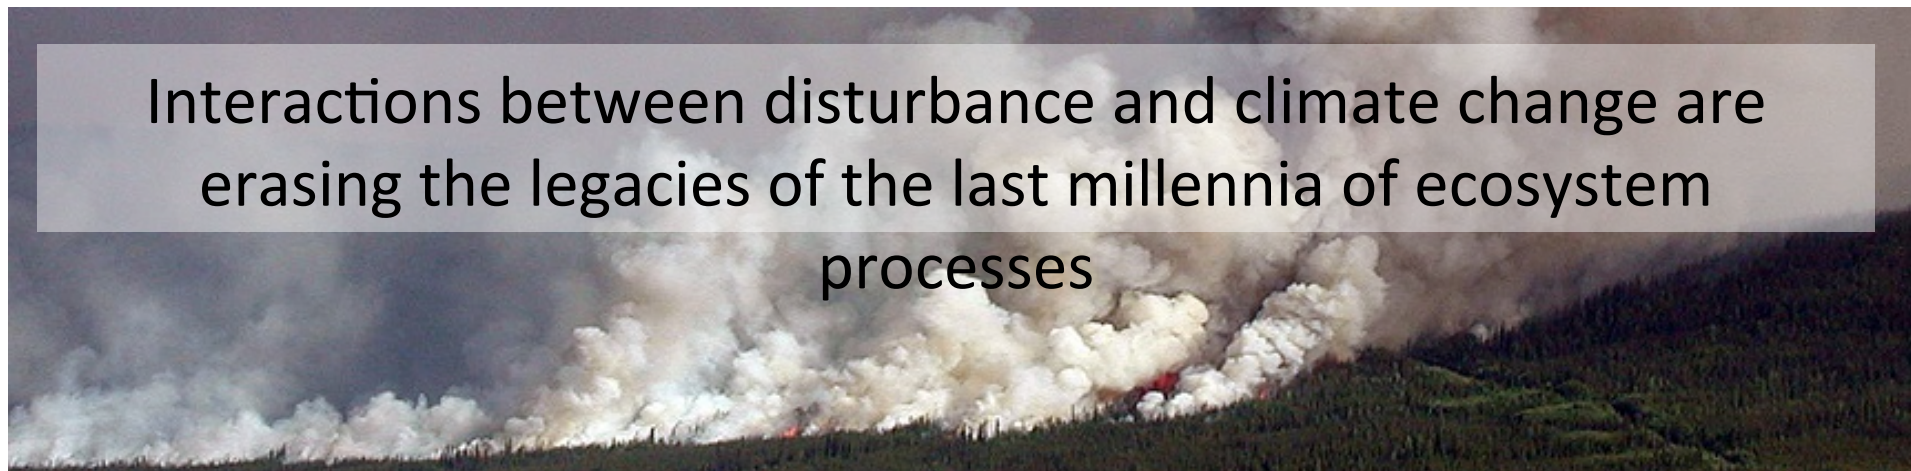 Interactions between disturbance and climate change are
erasing the legacies of the last millennia of ecosystem
processes